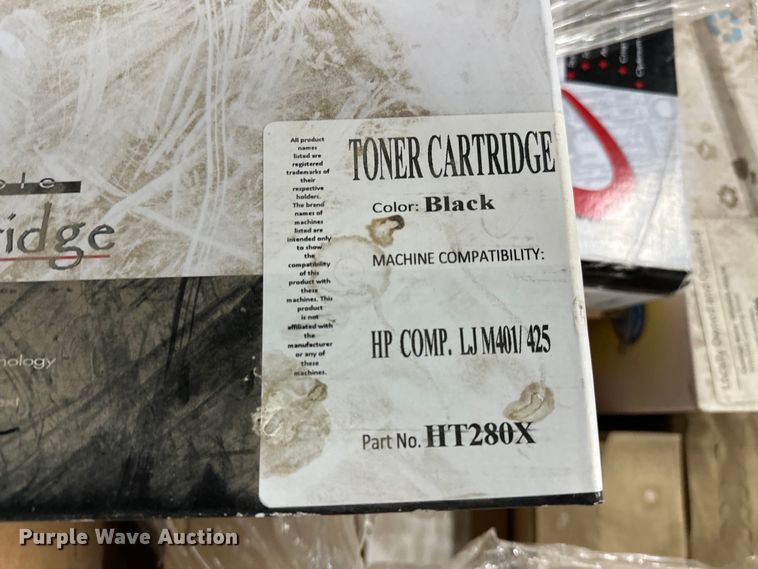 ridge
nology
All product
names
listed are
registered
trademarks of
their
respective
holders.
The brand
names of
machines
listed are
intended only
to show
the
compatibility
of this
product with
these
machines. This
product
is not
affiliated with
the
manufacturer
or any of
these
machines.
TONER CARTRIDGE
Color: Black
MACHINE COMPATIBILITY:
HP COMP. LJ M401/ 425
Part No. HT280X
Purple Wave Auction